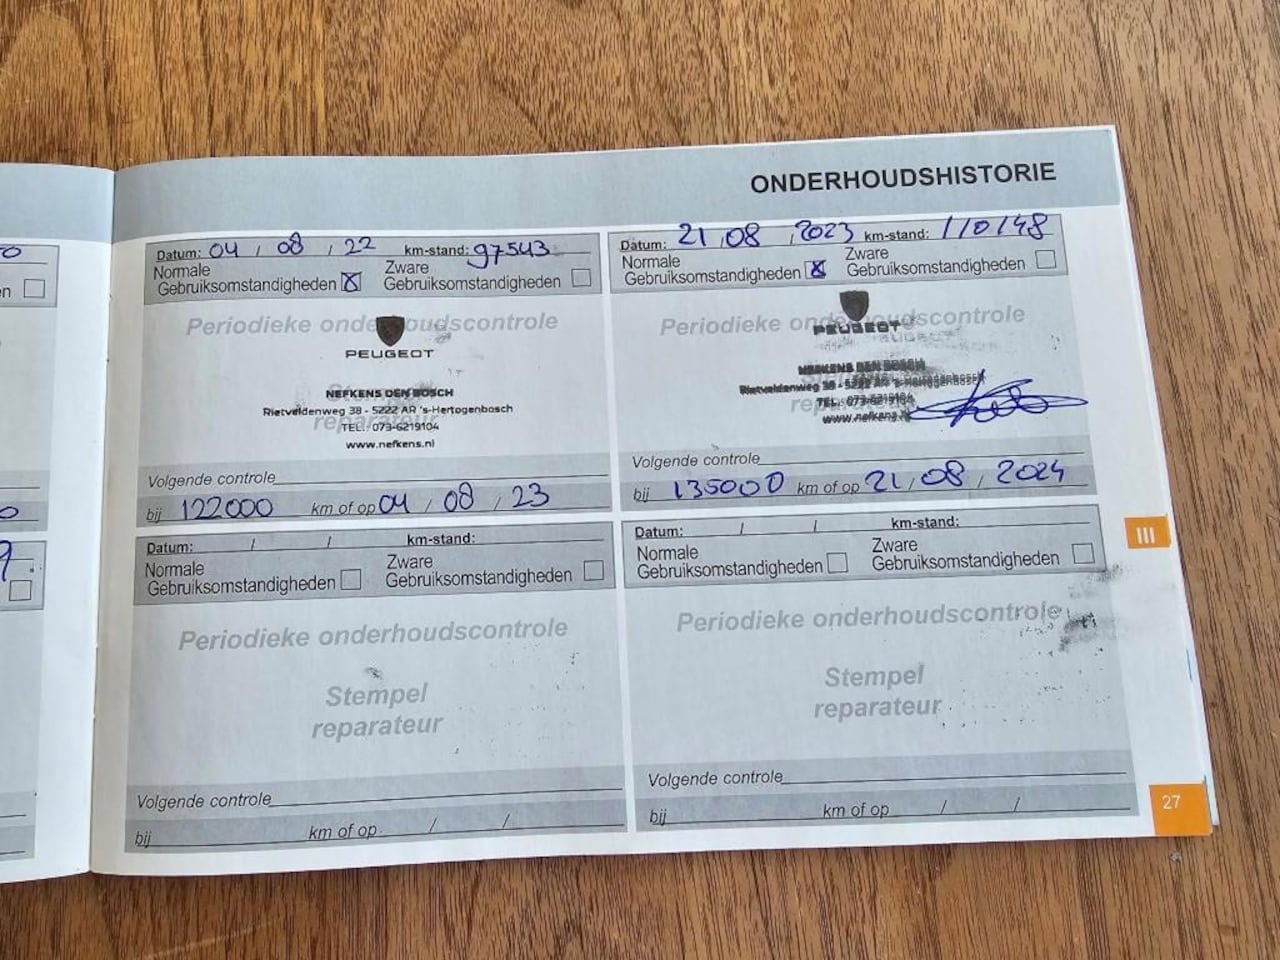 ONDERHOUDSHISTORIE
Datum: 04 / 08 / 22 km-stand: 97543
Normale
Gebruiksomstandigheden
Zware
Gebruiksomstandigheden
Periodieke onderhoudscontrole
PEUGEOT
Stempel
NEFKENS DEN BOSCH
Rietveldenweg 38 - 5222 AR 's-Hertogenbosch
reparateur
TEL.: 073-6219104
www.nefkens.nl
Volgende controle
bij 122000 km of op 04 / 08 / 23
Datum: 21 / 08 / 2023 km-stand: 110148
Normale
Gebruiksomstandigheden
Zware
Gebruiksomstandigheden
Periodieke onderhoudscontrole
PEUGEOT
NEFKENS DEN BOSCH
Rietveldenweg 38 - 5222 AR 's-Hertogenbosch
reparateur
TEL.: 073-6219104
www.nefkens.nl
Volgende controle
bij 135000 km of op 21 / 08 / 2024
Datum: / / km-stand:
Normale
Gebruiksomstandigheden
Zware
Gebruiksomstandigheden
Periodieke onderhoudscontrole
Stempel
reparateur
Volgende controle
bij km of op / /
Datum: / / km-stand:
Normale
Gebruiksomstandigheden
Zware
Gebruiksomstandigheden
Periodieke onderhoudscontrole
Stempel
reparateur
Volgende controle
bij km of op / /
III
27